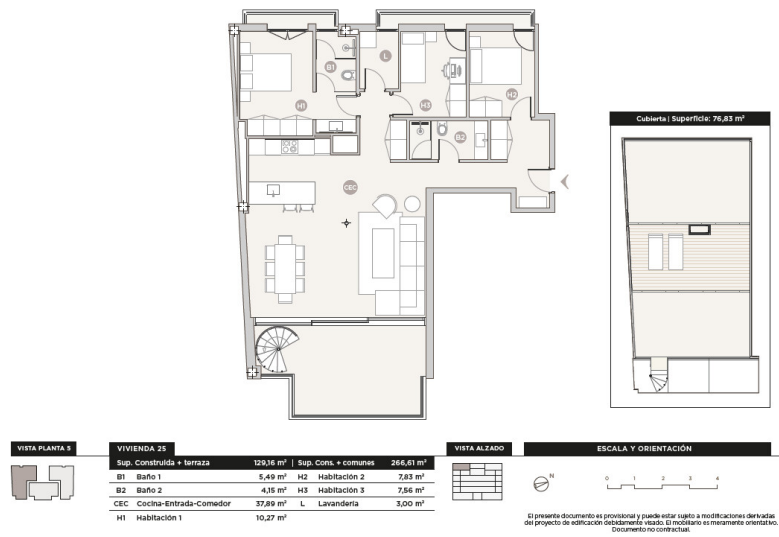 B1
L
H1
H3
H2
B2
CEC
Cubierta | Superficie: 76,83 m²
VISTA PLANTA 5
VIVIENDA 25
VISTA ALZADO
ESCALA Y ORIENTACIÓN
Sup. Construida + terraza 129,16 m² | Sup. Cons. + comunes 266,61 m²
B1 Baño 1 5,49 m² H2 Habitación 2 7,83 m²
B2 Baño 2 4,15 m² H3 Habitación 3 7,56 m²
CEC Cocina-Entrada-Comedor 37,89 m² L Lavandería 3,00 m²
H1 Habitación 1 10,27 m²
N
0 1 2 3 4
El presente documento es provisional y puede estar sujeto a modificaciones derivadas
del proyecto de edificación debidamente visado. El mobiliario es meramente orientativo.
Documento no contractual.